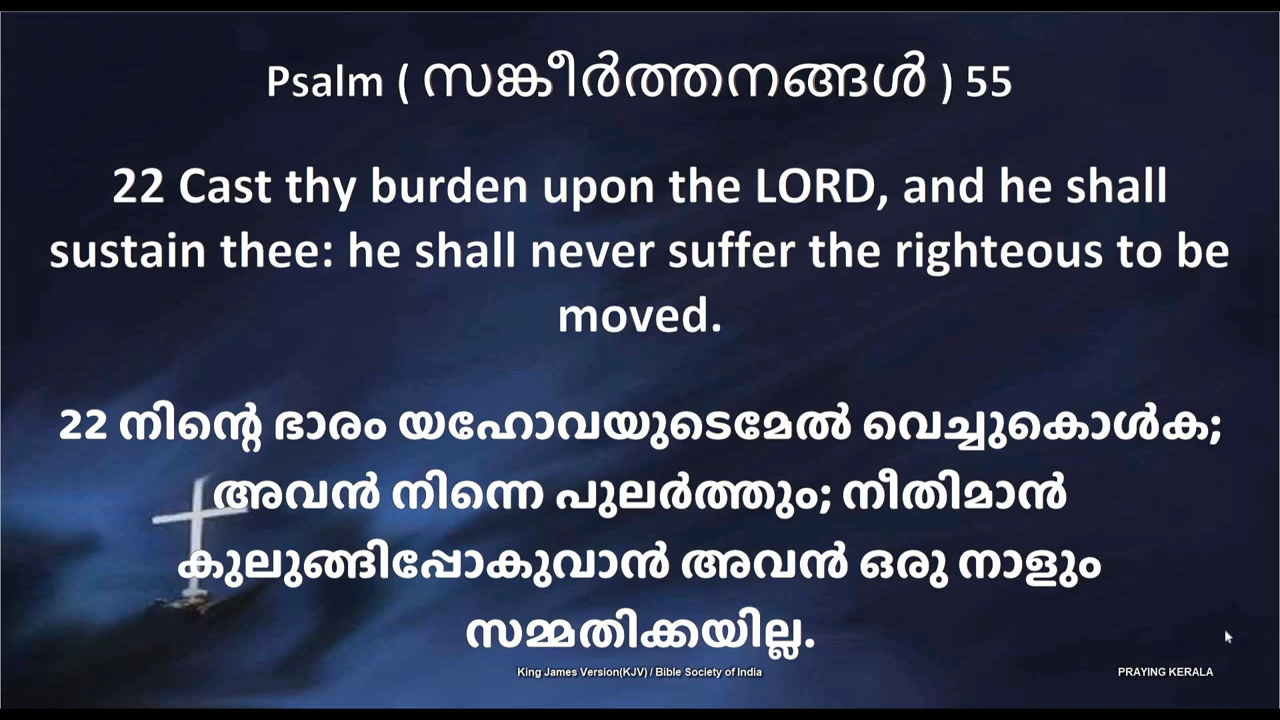 Psalm ( സങ്കീർത്തനങ്ങൾ ) 55
22 Cast thy burden upon the LORD, and he shall
sustain thee: he shall never suffer the righteous to be
moved.
22 നിന്റെ ഭാരം യഹോവയുടെമേൽ വെച്ചുകൊൾക;
അവൻ നിന്നെ പുലർത്തും; നീതിമാൻ
കുലുങ്ങിപ്പോകുവാൻ അവൻ ഒരു നാളും
സമ്മതിക്കയില്ല.
King James Version(KJV) / Bible Society of India
PRAYING KERALA